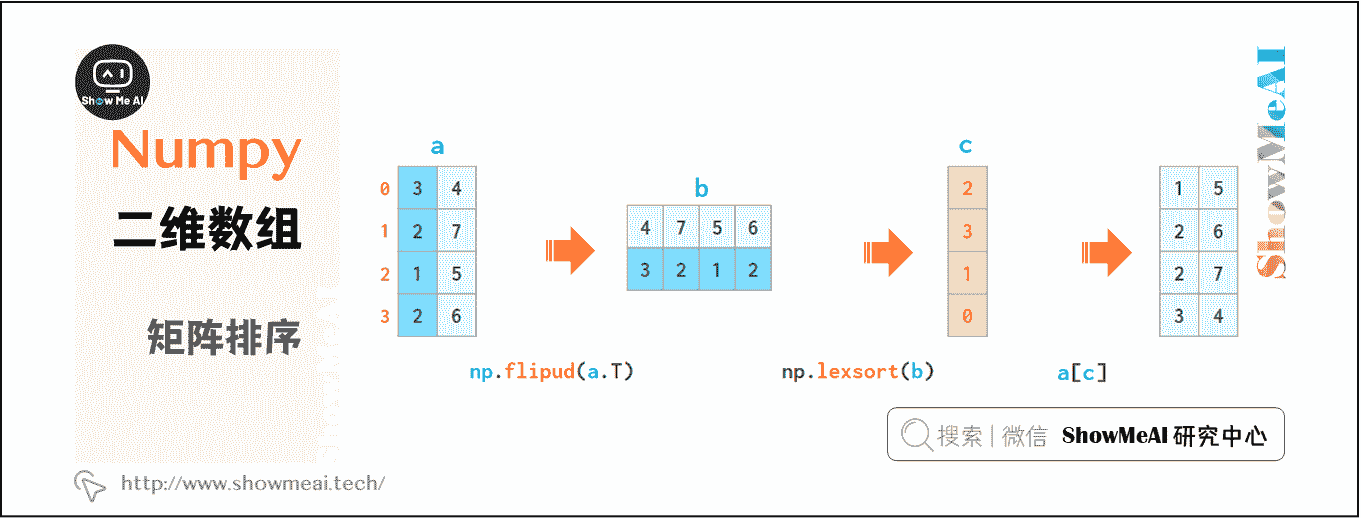 Show Me AI
Numpy
二维数组
矩阵排序
http://www.showmeai.tech/
a
0 3 4
1 2 7
2 1 5
3 2 6
np.flipud(a.T)
b
4 7 5 6
3 2 1 2
np.lexsort(b)
c
2
3
1
0
a[c]
1 5
2 6
2 7
3 4
搜索 | 微信 ShowMeAI 研究中心
ShowMeAI